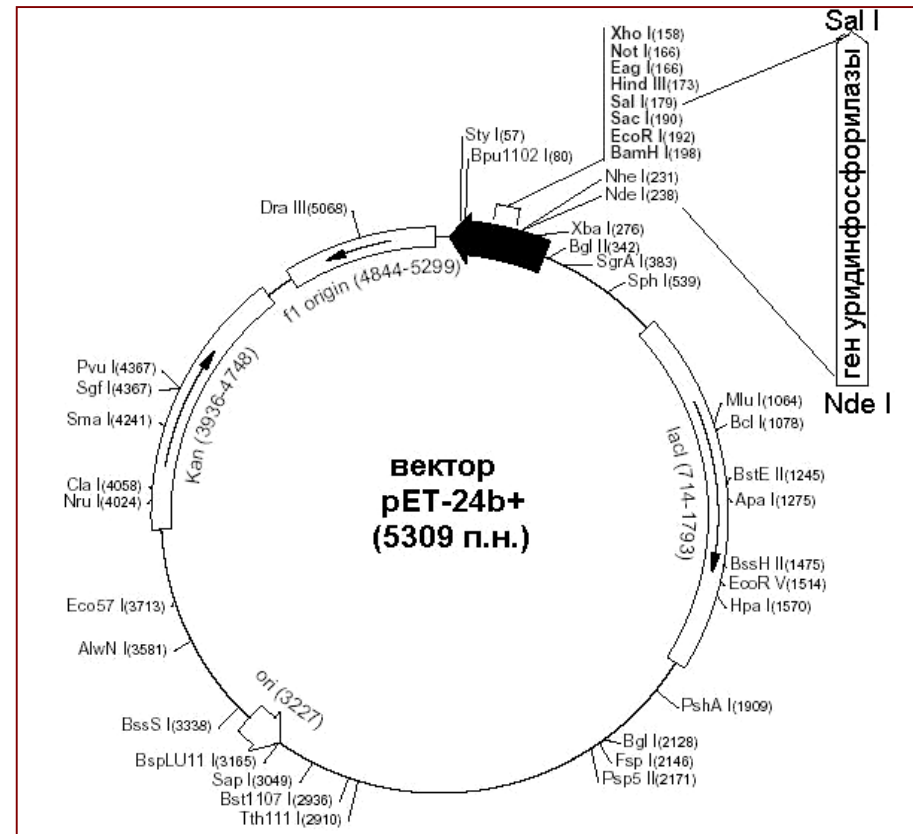 Sal I
ген уридинфосфорилазы
Nde I
Xho I(158)
Not I(166)
Eag I(166)
Hind III(173)
Sal I(179)
Sac I(190)
EcoR I(192)
BamH I(198)
Sty I(57)
Bpu1102 I(80)
Nhe I(231)
Nde I(238)
Xba I(276)
Bgl II(342)
SgrA I(383)
Sph I(539)
Dra III(5068)
f1 origin (4844-5299)
Kan (3936-4748)
Pvu I(4367)
Sgf I(4367)
Sma I(4241)
Cla I(4058)
Nru I(4024)
lacI (714-1793)
Mlu I(1064)
Bcl I(1078)
BstE II(1245)
Apa I(1275)
BssH II(1475)
EcoR V(1514)
Hpa I(1570)
вектор
pET-24b+
(5309 п.н.)
Eco57 I(3713)
AlwN I(3581)
ori (3227)
BssS I(3338)
BspLU11 I(3165)
Sap I(3049)
Bst1107 I(2936)
Tth111 I(2910)
PshA I(1909)
Bgl I(2128)
Fsp I(2146)
Psp5 II(2171)